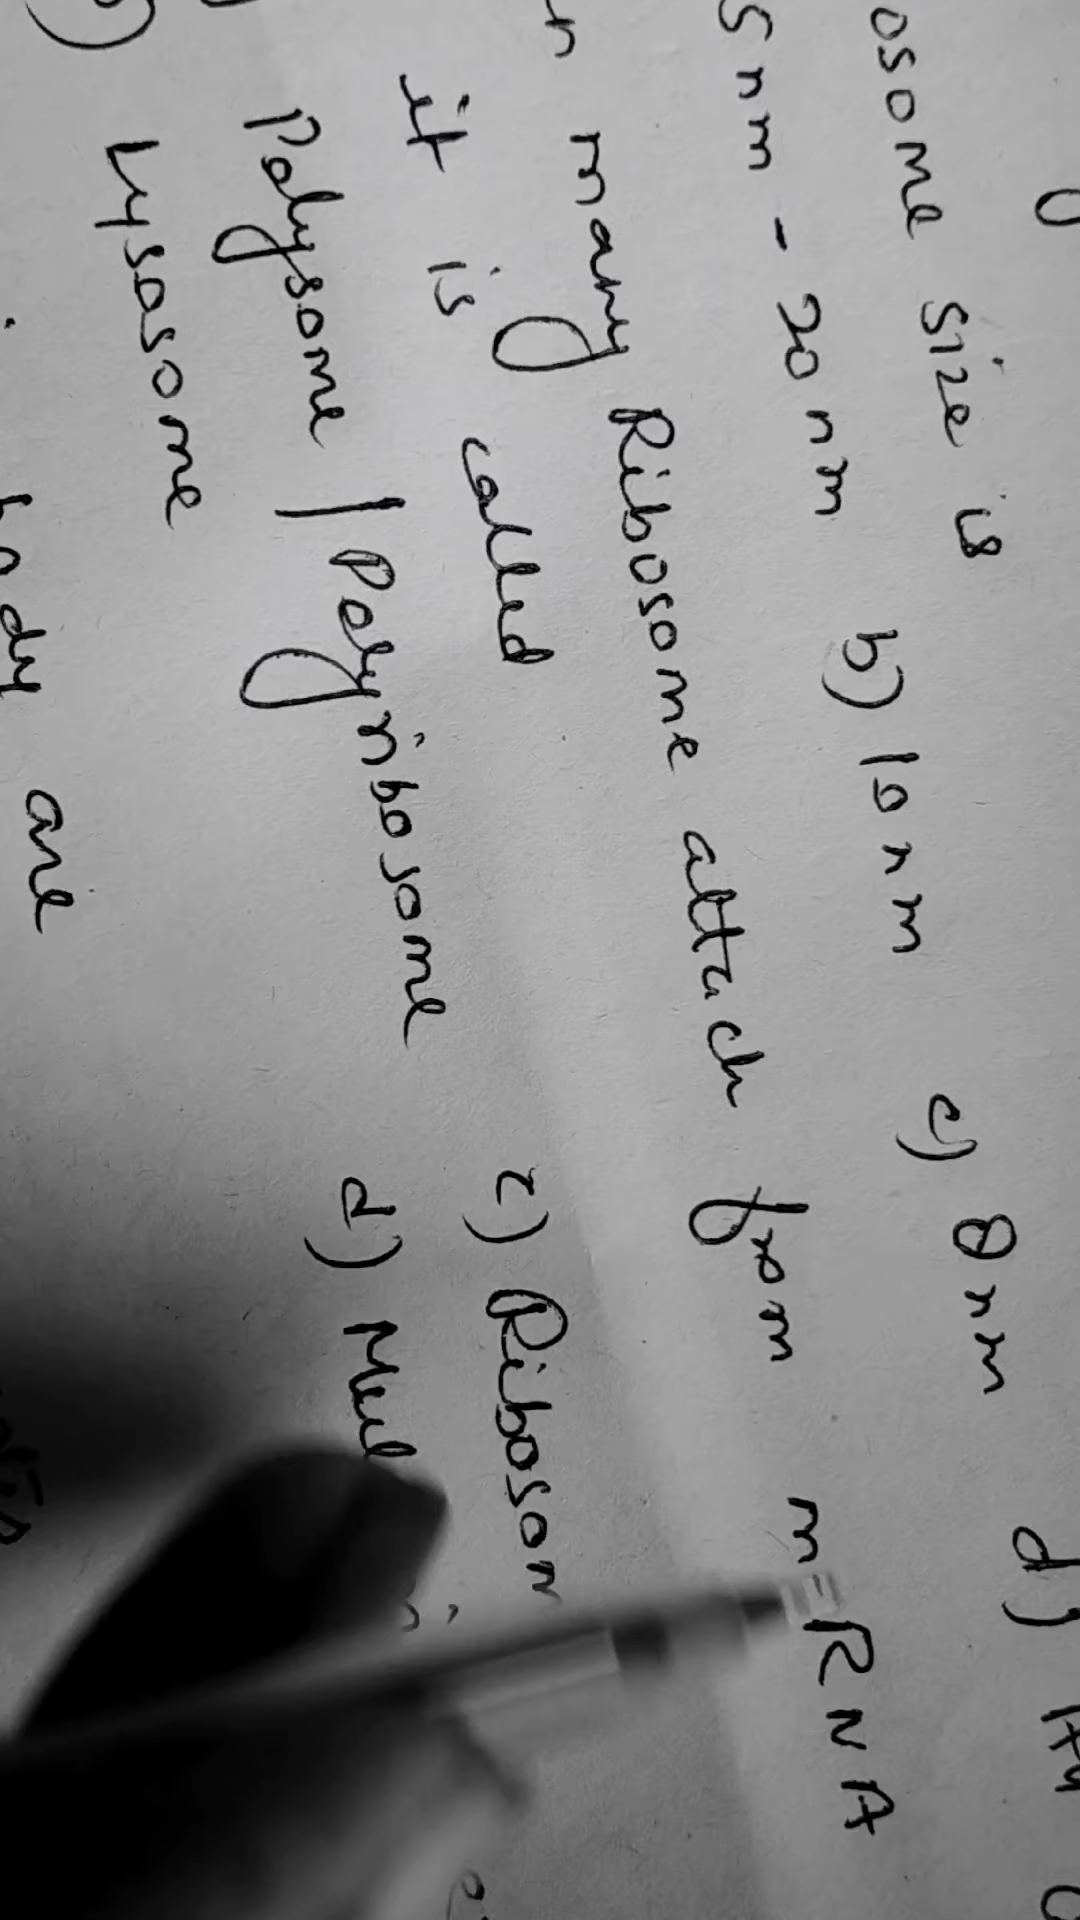 osome size is
5nm - 20nm b) 10nm c) 8nm d)
many Ribosome attach from m-RNA
it is called
c) Riboson
Polysome / Polyribosome
d)
Lysosome
are